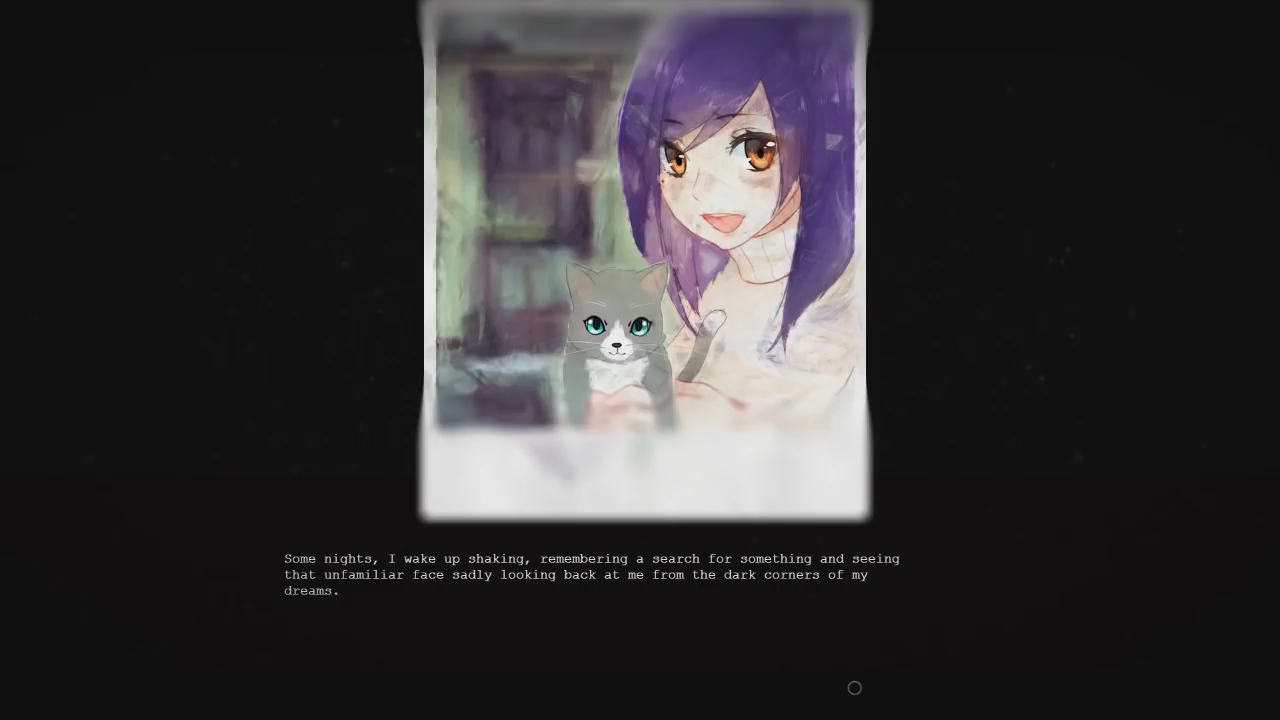 Some nights, I wake up shaking, remembering a search for something and seeing
that unfamiliar face sadly looking back at me from the dark corners of my
dreams.